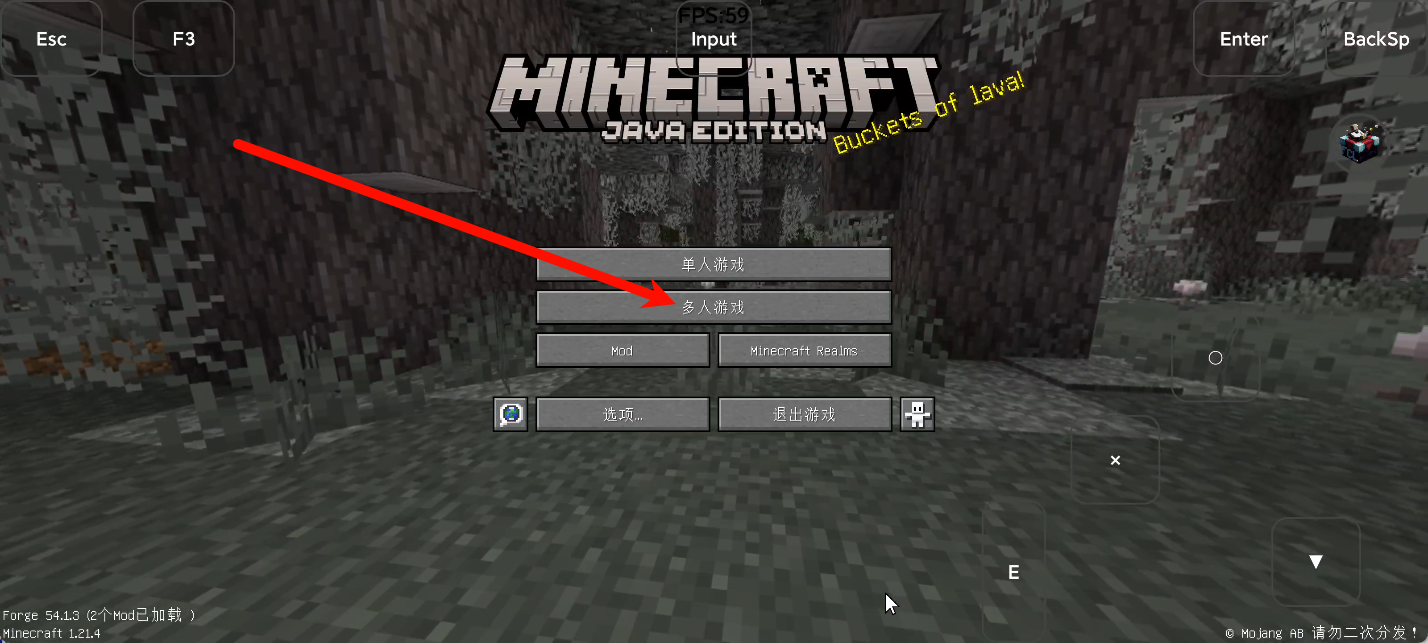 FPS:59
Esc
F3
Input
Enter
BackSp
MINECRAFT
JAVA EDITION
Buckets of lava!
单人游戏
多人游戏
Mod
Minecraft Realms
选项...
退出游戏
E
Forge 54.1.3 (2个Mod已加载 )
Minecraft 1.21.4
© Mojang AB 请勿二次分发！